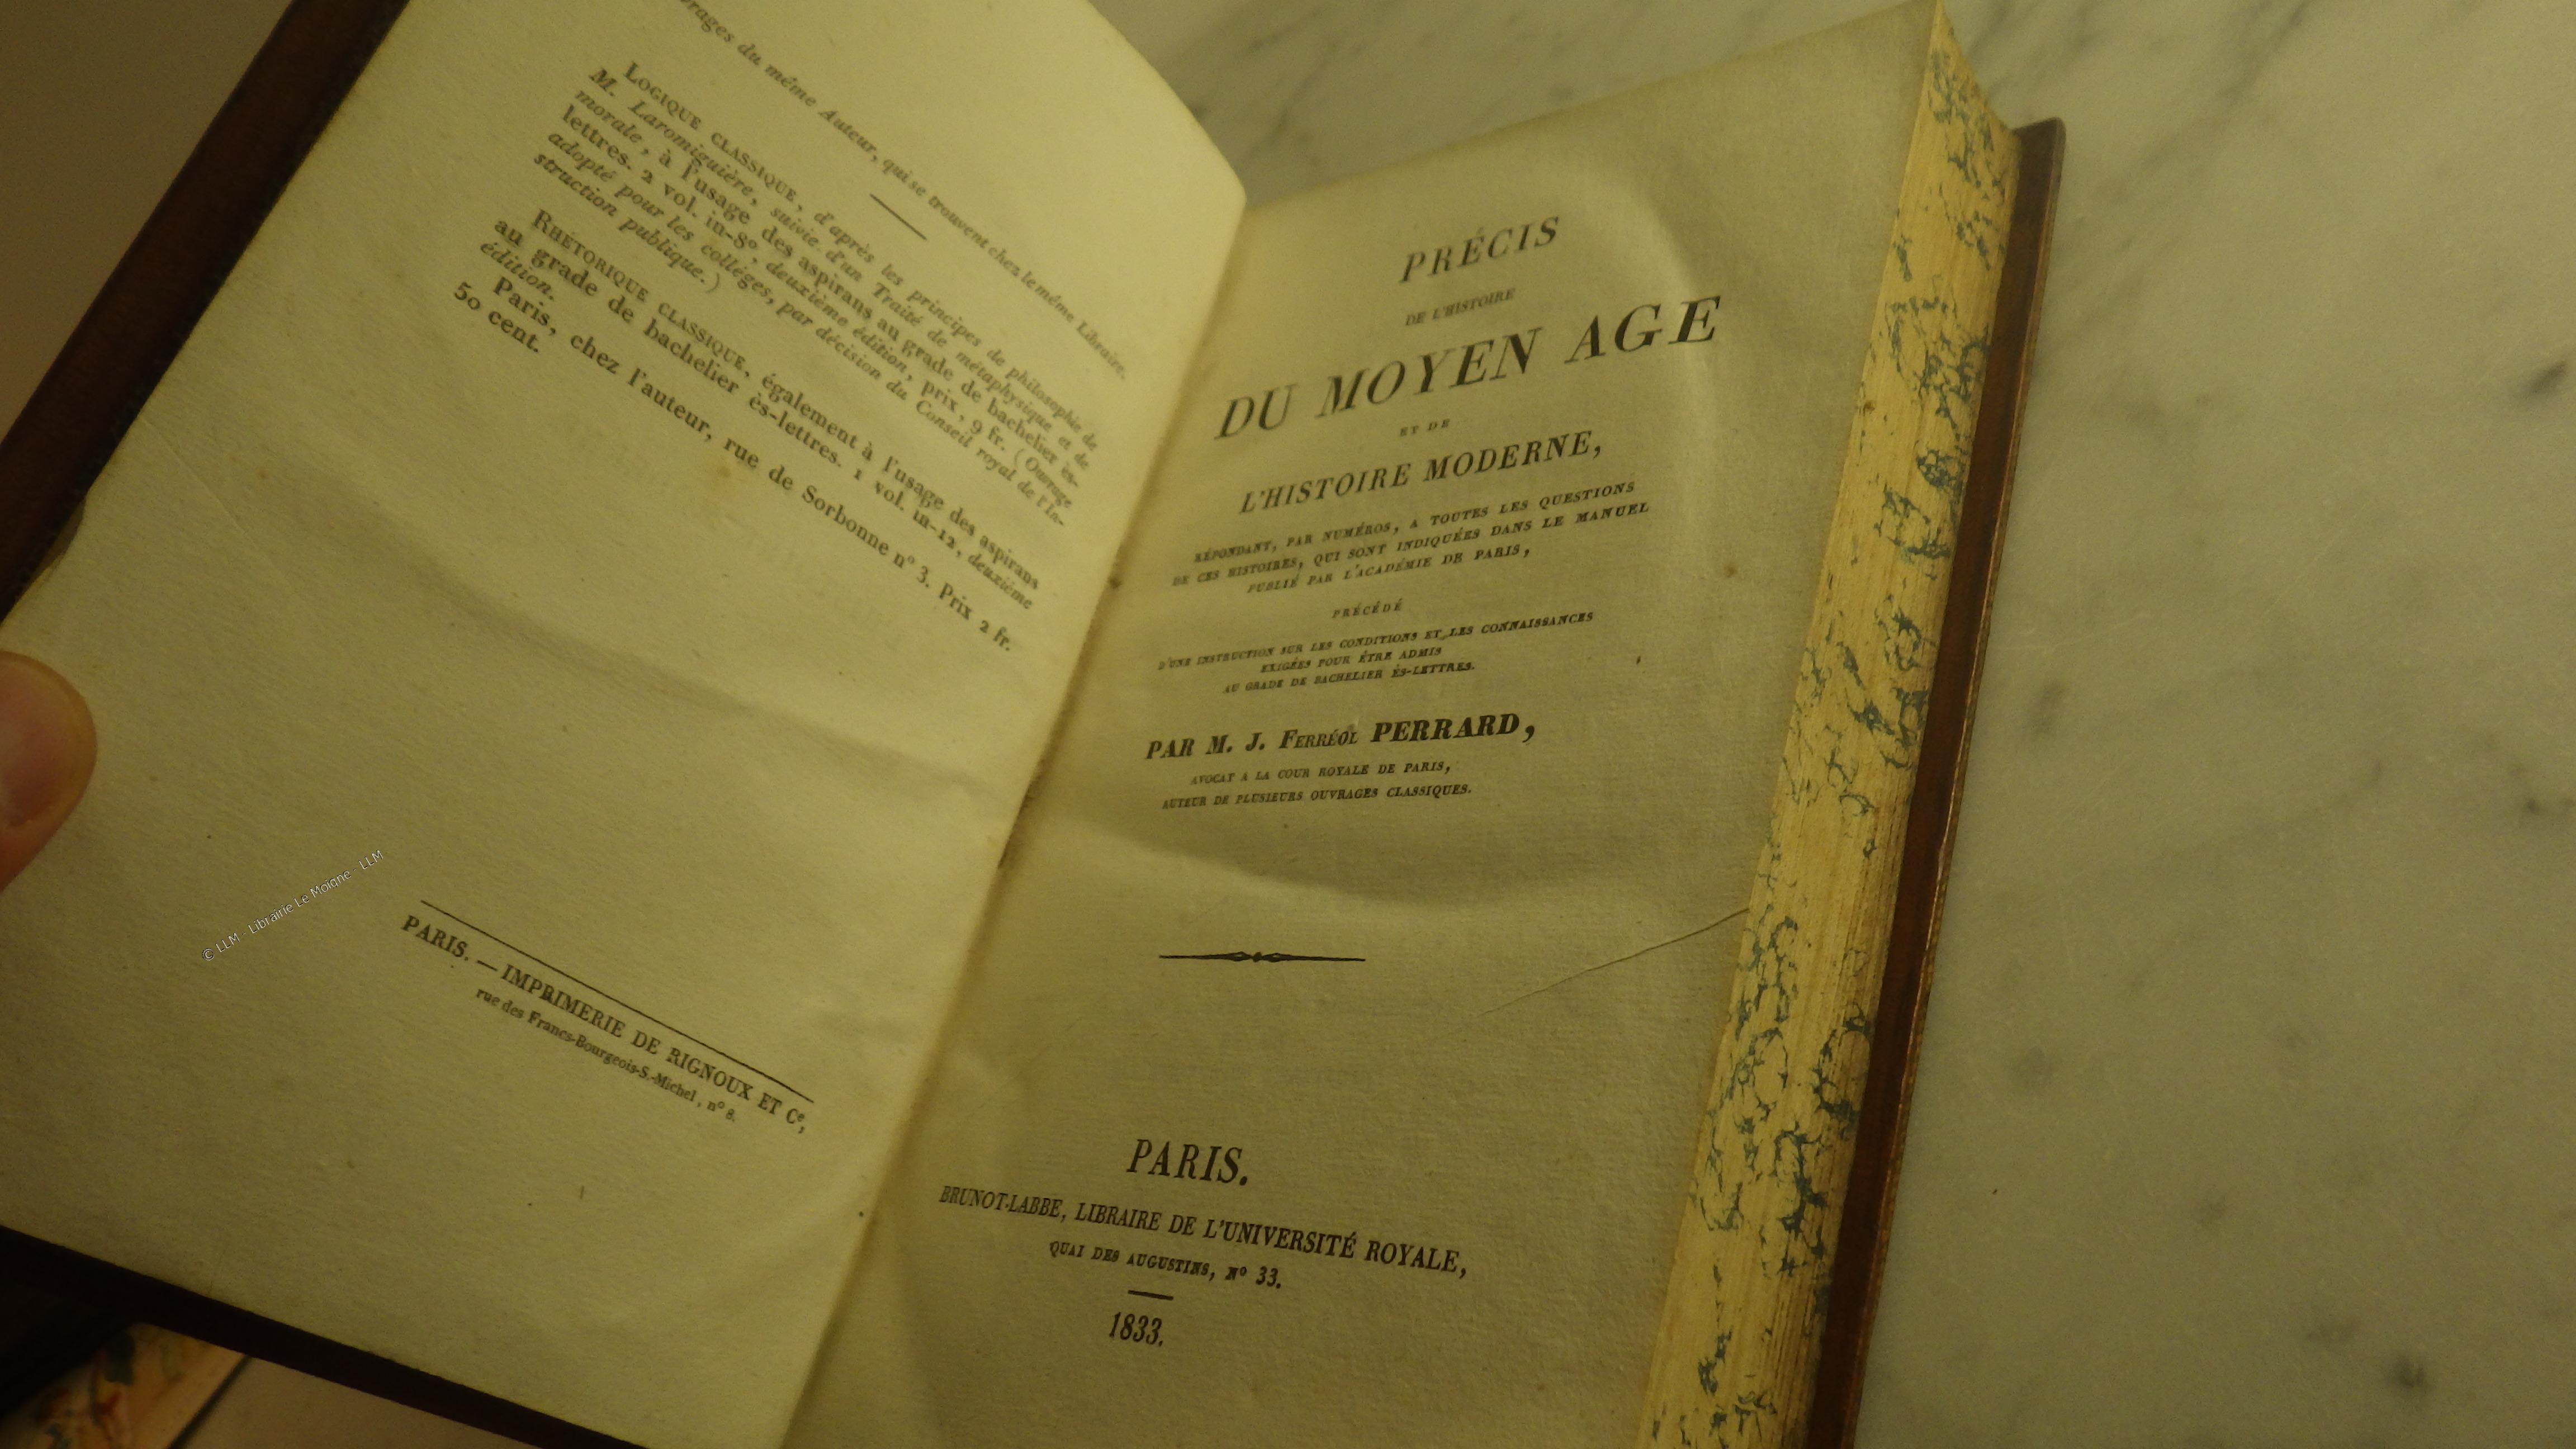 du même Auteur, qui se trouvent chez le même Libraire.
LOGIQUE CLASSIQUE, d'après les principes de philosophie de
M. Laromiguière, suivie d'un Traité de métaphysique et de
morale, à l'usage des aspirans au grade de bachelier ès-
lettres. 2 vol. in-8°, deuxième édition, prix, 9 fr. (Ouvrage
adopté pour les colléges, par décision du Conseil royal de l'In-
struction publique.)
RHÉTORIQUE CLASSIQUE, également à l'usage des aspirans
au grade de bachelier ès-lettres. 1 vol. in-12, deuxième
édition.
Paris, chez l'auteur, rue de Sorbonne n° 3. Prix 2 fr.
50 cent.
© LLM - Librairie Le Moigne - LLM
PARIS. — IMPRIMERIE DE RIGNOUX ET Ce,
rue des Francs-Bourgeois-S.-Michel, n° 8.
PRÉCIS
DE L'HISTOIRE
DU MOYEN AGE
ET DE
L'HISTOIRE MODERNE,
RÉPONDANT, PAR NUMÉROS, A TOUTES LES QUESTIONS
DE CES HISTOIRES, QUI SONT INDIQUÉES DANS LE MANUEL
PUBLIÉ PAR L'ACADÉMIE DE PARIS,
PRÉCÉDÉ
D'UNE INSTRUCTION SUR LES CONDITIONS ET LES CONNAISSANCES
EXIGÉES POUR ÊTRE ADMIS
AU GRADE DE BACHELIER ÈS-LETTRES.
PAR M. J. FERRÉOL PERRARD,
AVOCAT A LA COUR ROYALE DE PARIS,
AUTEUR DE PLUSIEURS OUVRAGES CLASSIQUES.
PARIS.
BRUNOT-LABBE, LIBRAIRE DE L'UNIVERSITÉ ROYALE,
QUAI DES AUGUSTINS, N° 33.
1833.